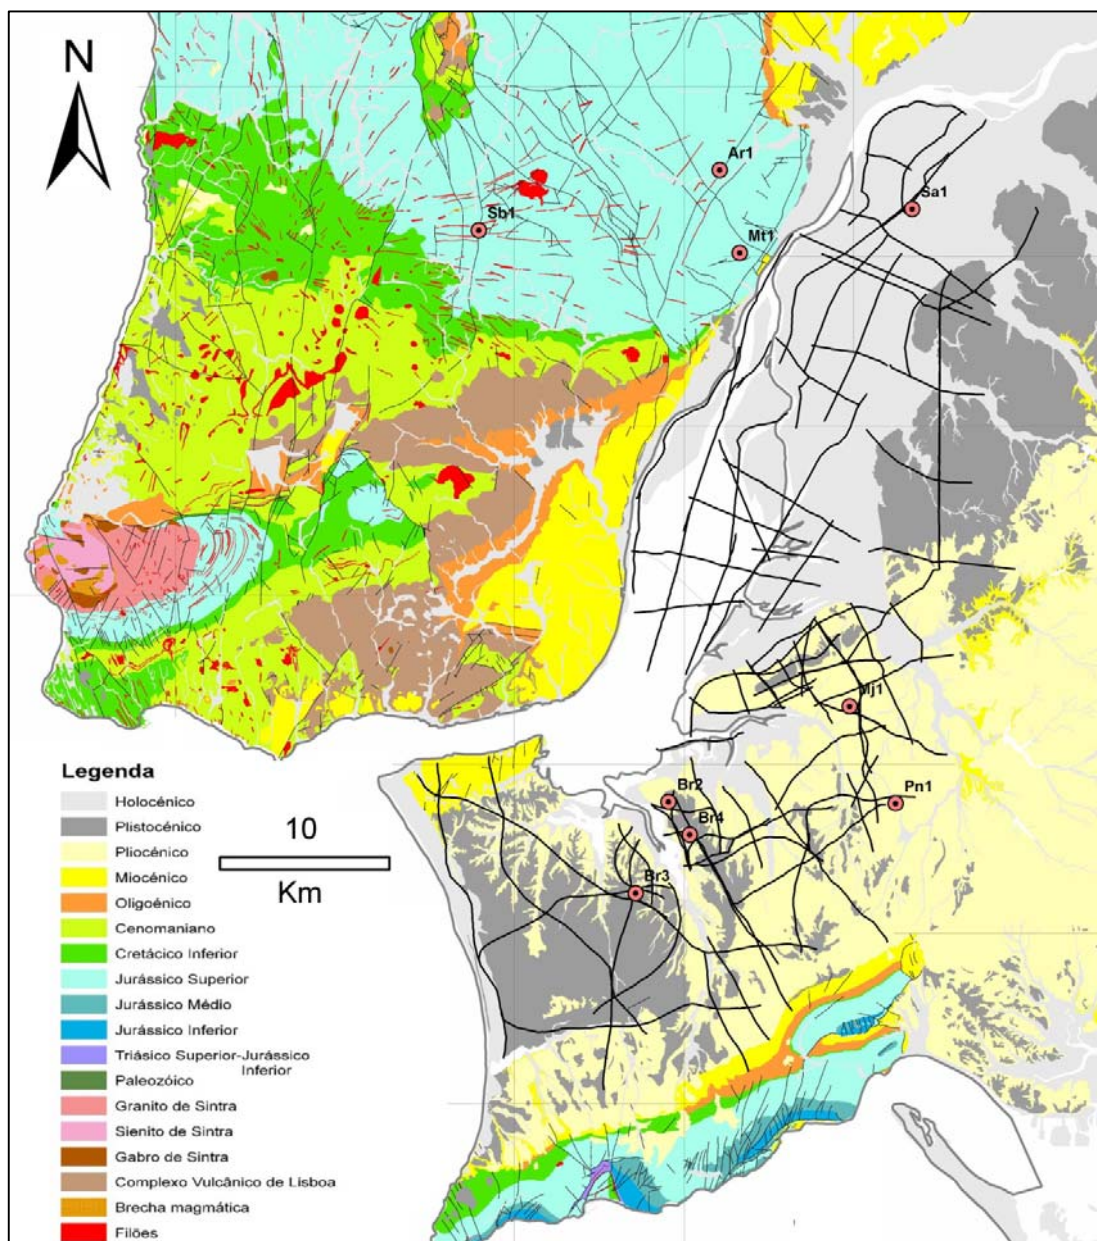 N
Ar1
Sa1
Sb1
Mt1
Mj1
Pn1
Br2
Br4
Br3
10
Km
Legenda
Holocénico
Plistocénico
Pliocénico
Miocénico
Oligoénico
Cenomaniano
Cretácico Inferior
Jurássico Superior
Jurássico Médio
Jurássico Inferior
Triásico Superior-Jurássico
Inferior
Paleozóico
Granito de Sintra
Sienito de Sintra
Gabro de Sintra
Complexo Vulcânico de Lisboa
Brecha magmática
Filões